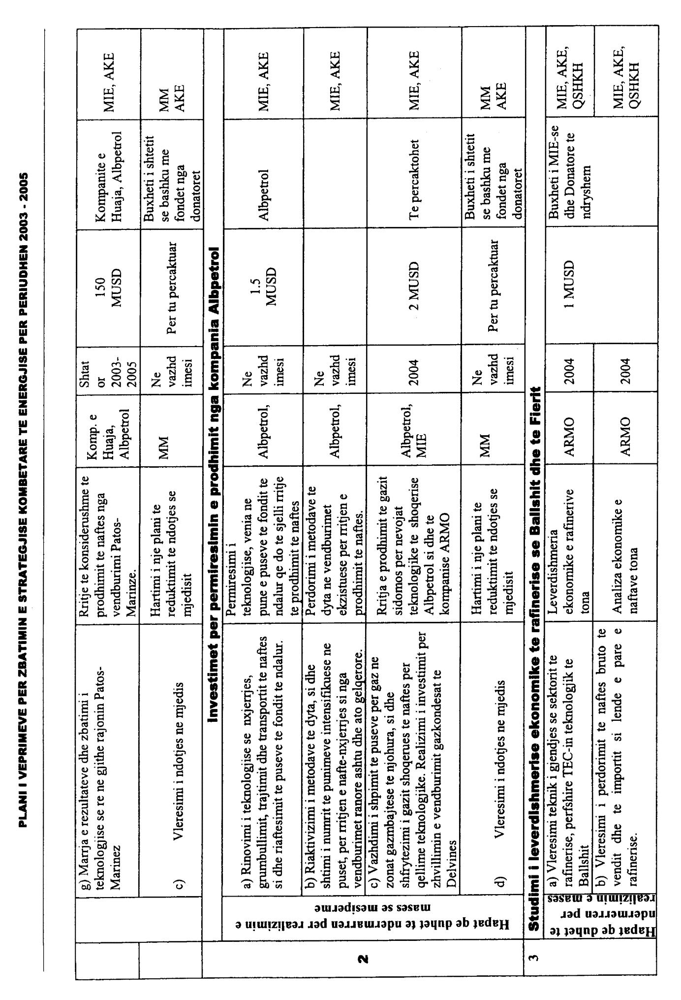 PLANI I VEPRIMEVE PER ZBATIMIN E STRATEGJISE KOMBETARE TE ENERGJISE PER PERIUDHEN 2003 - 2005
g) Marrja e rezultateve dhe zbatimi i
teknologjise se re ne gjithe rajonin Patos-
Marinez
Rritje te konsiderushme te
prodhimit te naftes nga
vendburimi Patos-
Marinze.
Komp. e
Huaja,
Albpetrol
Shtat
or
2003-
2005
150
MUSD
Kompanite e
Huaja, Albpetrol
MIE, AKE
c) Vleresimi i ndotjes ne mjedis
Hartimi i nje plani te
reduktimit te ndotjes se
mjedisit
MM
Ne
vazhd
imesi
Per tu percaktuar
Buxheti i shtetit
se bashku me
fondet nga
donatoret
MM
AKE
2
Investimet per permiresimin e prodhimit nga kompania Albpetrol
Hapat qe duhet te ndermarren per realizimin e
mases se mesiperme
a) Rinovimi i teknologjise se nxjerrjes,
grumbullimit, trajtimit dhe transportit te naftes
si dhe riaftesimit te puseve te fondit te ndalur.
Permiresimi i
teknologjise, venia ne
pune e puseve te fondit te
ndalur qe do te sjelli rritje
te prodhimit te naftes
Albpetrol,
Ne
vazhd
imesi
1.5
MUSD
Albpetrol
MIE, AKE
b) Riaktivizimi i metodave te dyta, si dhe
shtimi i numrit te punimeve intensifikuese ne
puset, per rritjen e nafte-nxjerrjes si nga
vendburimet ranore ashtu dhe ato gelqerore.
Perdorimi i metodave te
dyta ne vendburimet
ekzistuese per rritjen e
prodhimit te naftes.
Albpetrol,
Ne
vazhd
imesi
MIE, AKE
c) Vazhdimi i shpimit te puseve per gaz ne
zonat gazmbajtese te njohura, si dhe
shfrytezimi i gazit shoqerues te naftes per
qellime teknologjike. Realizimi i investimit per
zhvillimin e vendburimit gazkondesat te
Delvines
Rritja e prodhimit te gazit
sidomos per nevojat
teknologjike te shoqerise
Albpetrol si dhe te
kompanise ARMO
Albpetrol,
MIE
2004
2 MUSD
Te percaktohet
MIE, AKE
d) Vleresimi i ndotjes ne mjedis
Hartimi i nje plani te
reduktimit te ndotjes se
mjedisit
MM
Ne
vazhd
imesi
Per tu percaktuar
Buxheti i shtetit
se bashku me
fondet nga
donatoret
MM
AKE
3
Studimi i leverdishmerise ekonomike te rafinerise se Ballshit dhe te Fierit
Hapat qe duhet te
ndermerren per
realizimin e mases
a) Vleresimi teknik i gjendjes se sektorit te
rafinerise, perfshire TEC-in teknologjik te
Ballshit
Leverdishmeria
ekonomike e rafinerive
tona
ARMO
2004
1 MUSD
Buxheti i MIE-se
dhe Donatore te
ndryshem
MIE, AKE,
QSHKH
b) Vleresimi i perdorimit te naftes bruto te
vendit dhe te importit si lende e pare e
rafinerise.
Analiza ekonomike e
naftave tona
ARMO
2004
MIE, AKE,
QSHKH